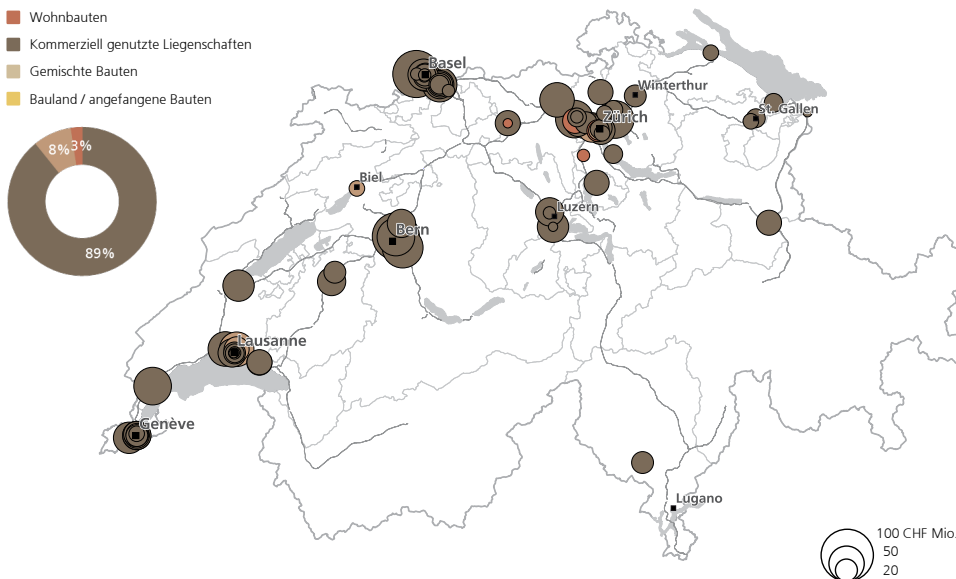 Wohnbauten
Kommerziell genutzte Liegenschaften
Gemischte Bauten
Bauland / angefangene Bauten
8%
3%
89%
Basel
Winterthur
Zürich
St. Gallen
Biel
Luzern
Bern
Lausanne
Genève
Lugano
100 CHF Mio.
50
20